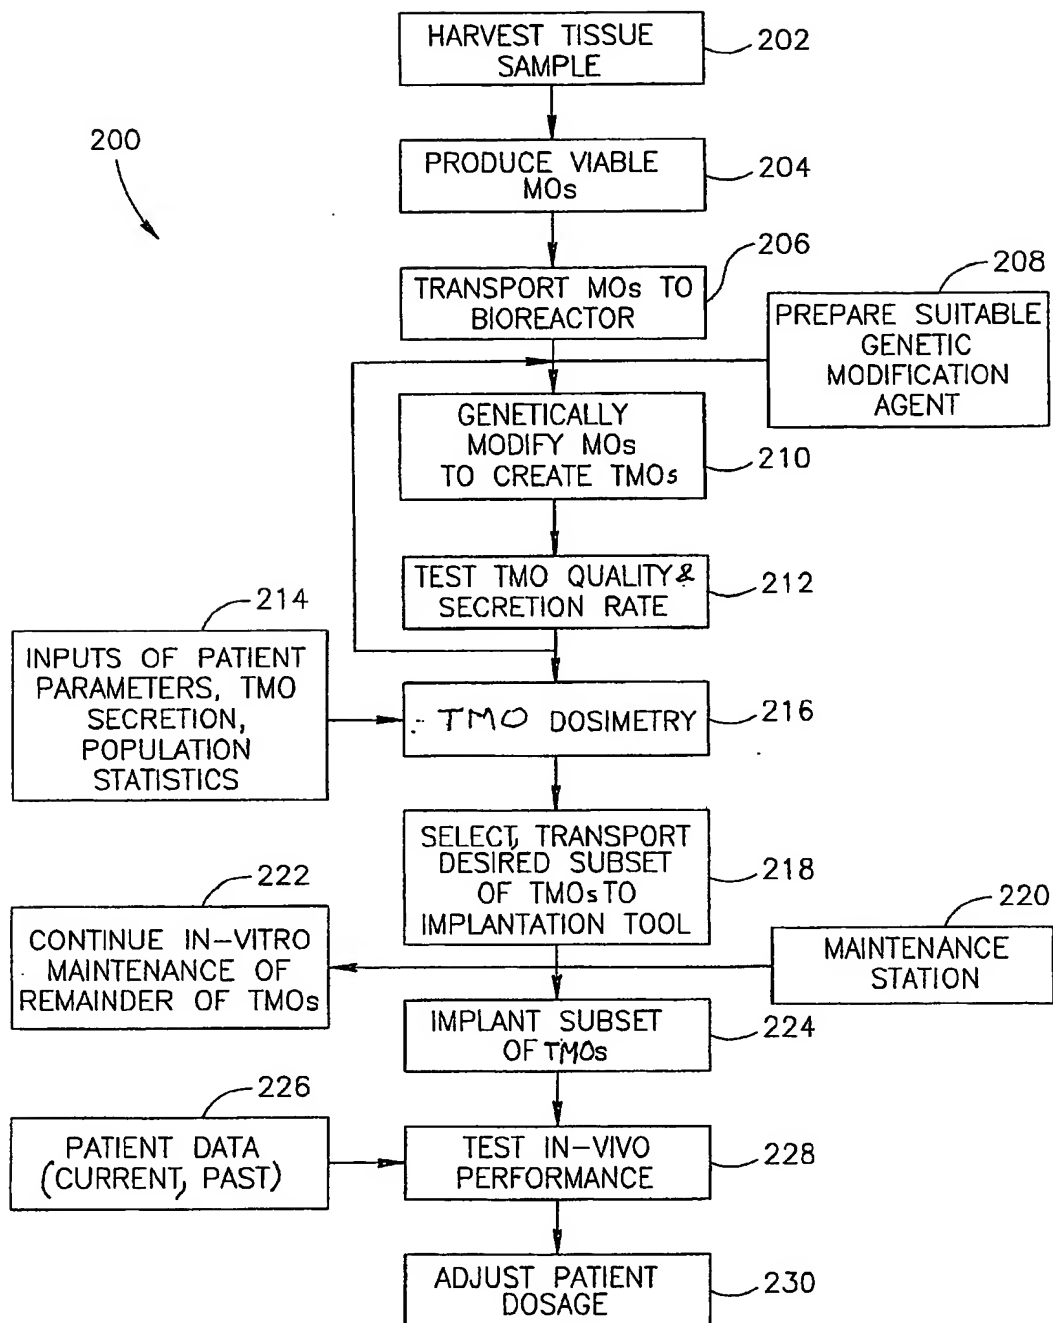 HARVEST TISSUE
SAMPLE
202
200
PRODUCE VIABLE
MOs
204
206
TRANSPORT MOs TO
BIOREACTOR
208
PREPARE SUITABLE
GENETIC
MODIFICATION
AGENT
GENETICALLY
MODIFY MOs
TO CREATE TMOs
210
TEST TMO QUALITY &
SECRETION RATE
212
214
INPUTS OF PATIENT
PARAMETERS, TMO
SECRETION,
POPULATION
STATISTICS
TMO DOSIMETRY
216
SELECT, TRANSPORT
DESIRED SUBSET
OF TMOs TO
IMPLANTATION TOOL
218
222
CONTINUE IN-VITRO
MAINTENANCE OF
REMAINDER OF TMOs
220
MAINTENANCE
STATION
IMPLANT SUBSET
OF TMOs
224
226
PATIENT DATA
(CURRENT, PAST)
TEST IN-VIVO
PERFORMANCE
228
ADJUST PATIENT
DOSAGE
230